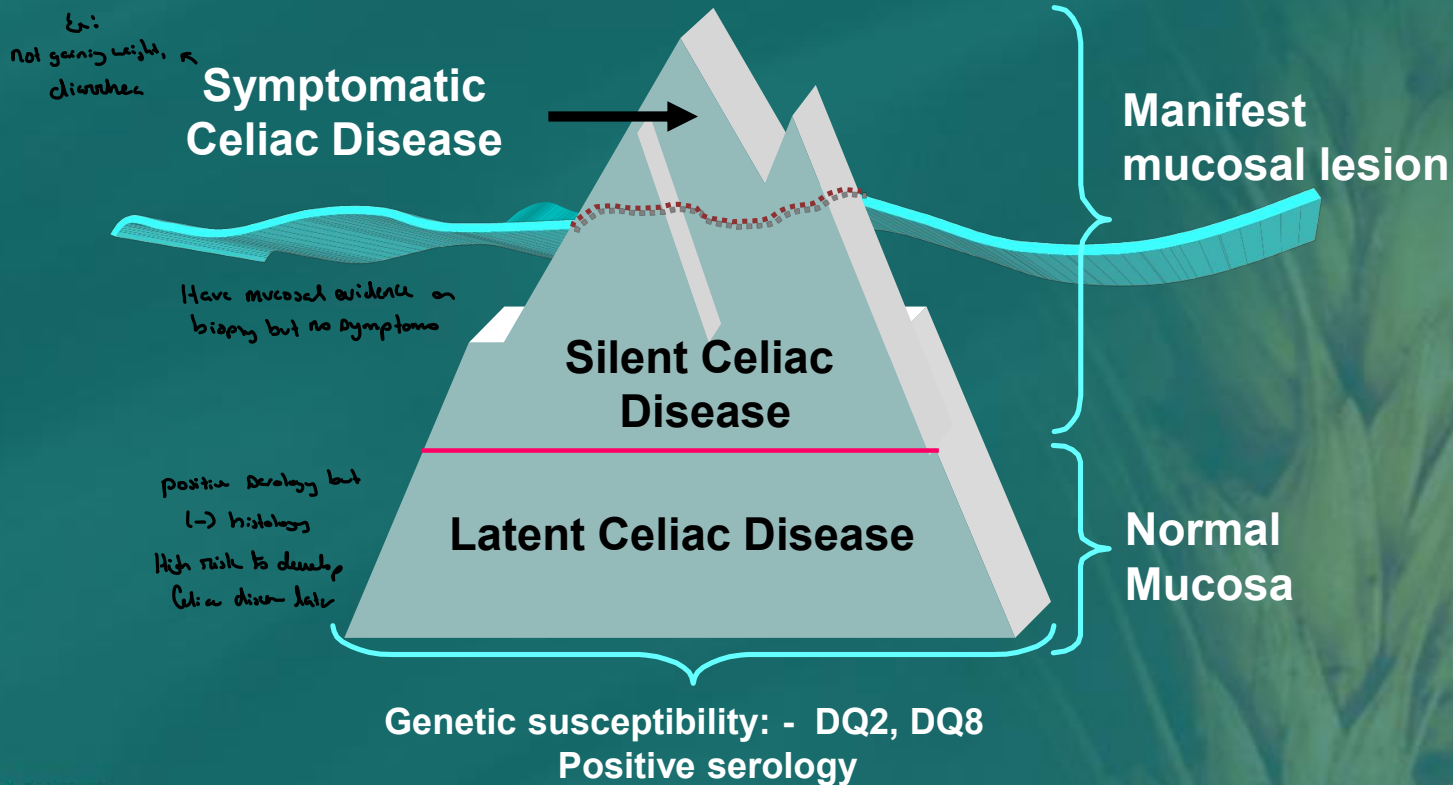 Ex:
not gaining weight,
diarrhea
Symptomatic
Celiac Disease
Manifest
mucosal lesion
Have mucosal evidence on
biopsy but no symptoms
Silent Celiac
Disease
positive serology but
(-) histology
High risk to develop
Celiac disease later
Latent Celiac Disease
Normal
Mucosa
Genetic susceptibility: - DQ2, DQ8
Positive serology